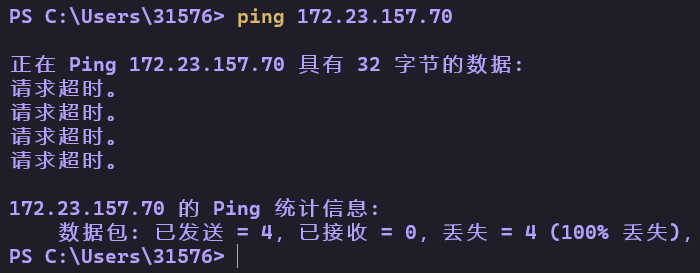 PS C:\Users\31576> ping 172.23.157.70
正在 Ping 172.23.157.70 具有 32 字节的数据:
请求超时。
请求超时。
请求超时。
请求超时。
172.23.157.70 的 Ping 统计信息:
    数据包: 已发送 = 4，已接收 = 0，丢失 = 4 (100% 丢失)，
PS C:\Users\31576>